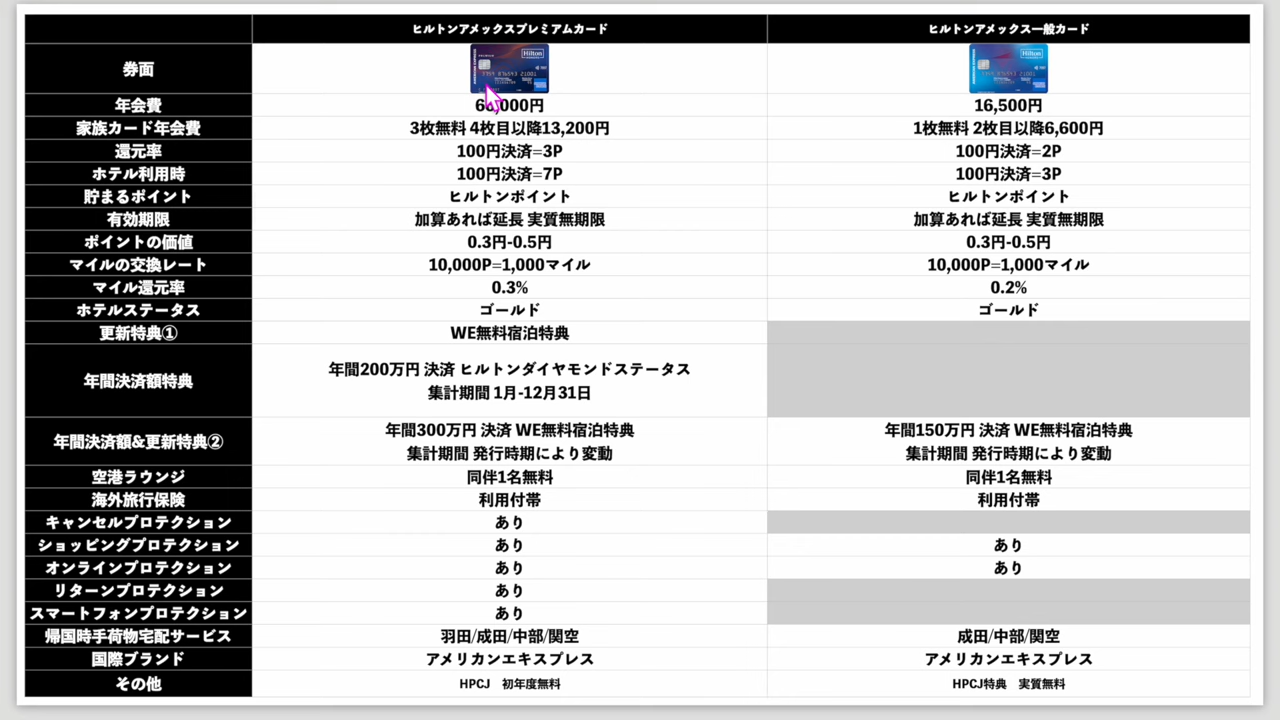 ヒルトンアメックスプレミアムカード ヒルトンアメックス一般カード
券面
Hilton Hilton
年会費 000円 16,500円
家族カード年会費 3枚無料 4枚目以降13,200円 1枚無料 2枚目以降6,600円
還元率 100円決済=3P 100円決済=2P
ホテル利用時 100円決済=7P 100円決済=3P
貯まるポイント ヒルトンポイント ヒルトンポイント
有効期限 加算あれば延長 実質無期限 加算あれば延長 実質無期限
ポイントの価値 0.3円-0.5円 0.3円-0.5円
マイルの交換レート 10,000P=1,000マイル 10,000P=1,000マイル
マイル還元率 0.3% 0.2%
ホテルステータス ゴールド ゴールド
更新特典① WE無料宿泊特典
年間決済額特典 年間200万円 決済 ヒルトンダイヤモンドステータス
集計期間 1月-12月31日
年間決済額&更新特典② 年間300万円 決済 WE無料宿泊特典 年間150万円 決済 WE無料宿泊特典
集計期間 発行時期により変動 集計期間 発行時期により変動
空港ラウンジ 同伴1名無料 同伴1名無料
海外旅行保険 利用付帯 利用付帯
キャンセルプロテクション あり
ショッピングプロテクション あり あり
オンラインプロテクション あり あり
リターンプロテクション あり
スマートフォンプロテクション あり
帰国時手荷物宅配サービス 羽田/成田/中部/関空 成田/中部/関空
国際ブランド アメリカンエキスプレス アメリカンエキスプレス
その他 HPCJ 初年度無料 HPCJ特典 実質無料